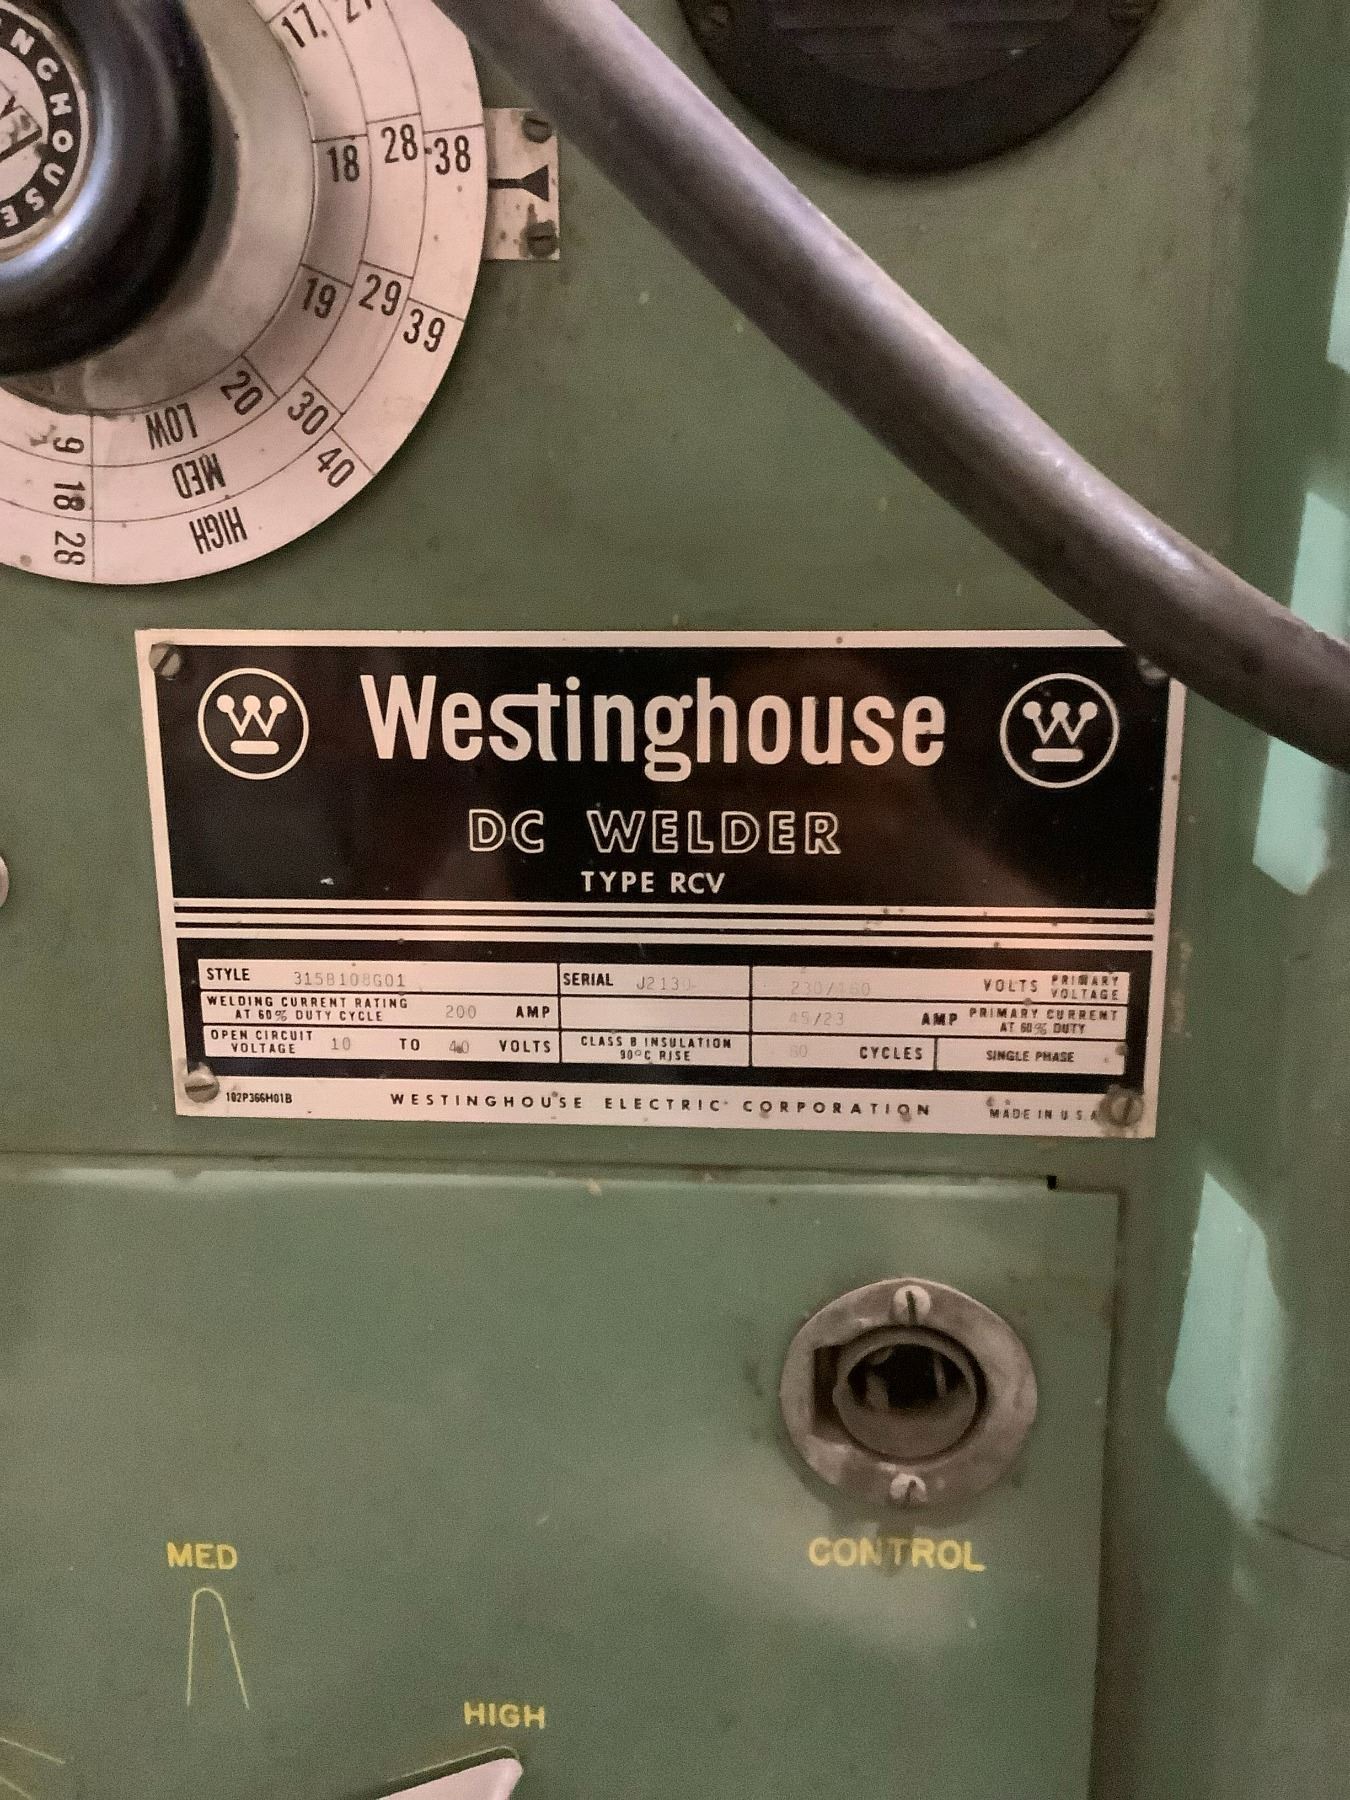 17
27
18 28 38
19 29 39
20 30 40
LOW
MED
HIGH
9
18
28
Westinghouse
DC WELDER
TYPE RCV
STYLE 315B108G01 SERIAL VOLTS PRIMARY VOLTAGE
WELDING CURRENT RATING AT 60% DUTY CYCLE 200 AMP 45/23 AMP PRIMARY CURRENT AT 60% DUTY
OPEN CIRCUIT VOLTAGE 10 TO 40 VOLTS CLASS B INSULATION 90°C RISE 60 CYCLES SINGLE PHASE
102P366H01B WESTINGHOUSE ELECTRIC CORPORATION MADE IN U.S.A.
CONTROL
MED
HIGH